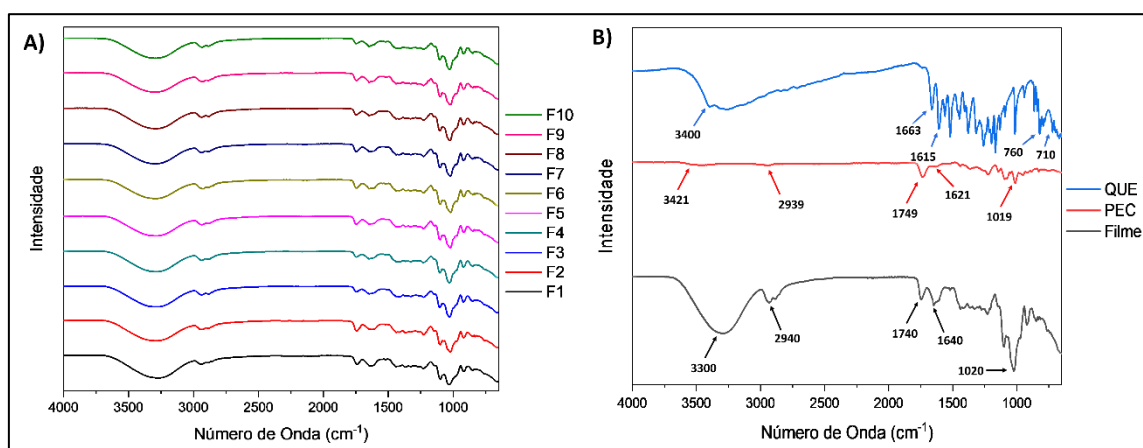 A)
Intensidade
F10
F9
F8
F7
F6
F5
F4
F3
F2
F1
4000 3500 3000 2500 2000 1500 1000
Número de Onda (cm⁻¹)
B)
Intensidade
3400
1663
1615
760
710
3421
2939
1749
1621
1019
QUE
PEC
Filme
3300
2940
1740
1640
1020
4000 3500 3000 2500 2000 1500 1000
Número de Onda (cm⁻¹)